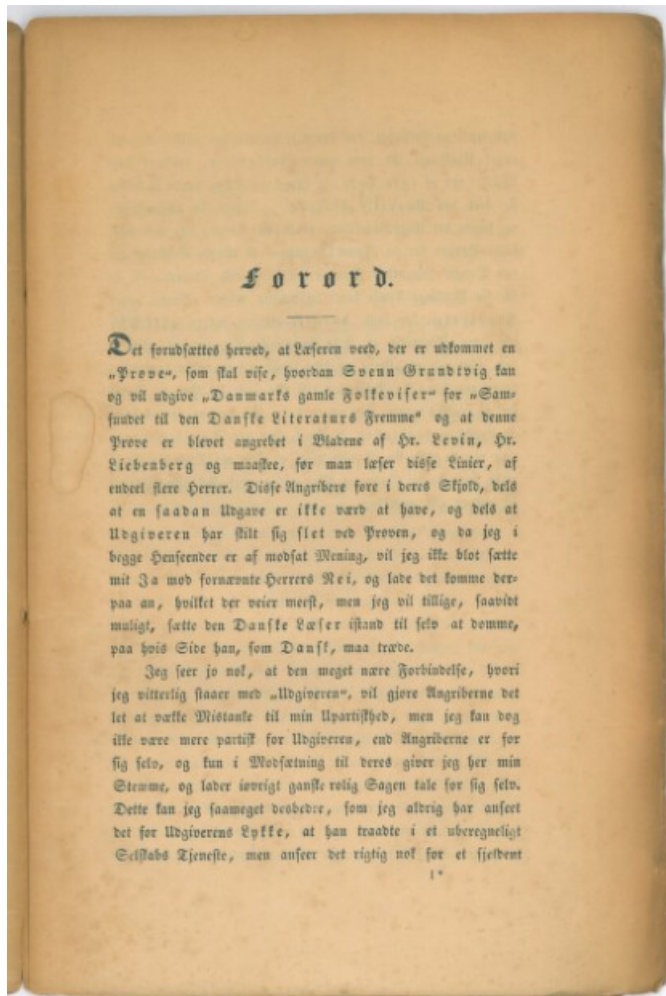 Forord.
Det forudsættes herved, at Læseren veed, der er udkommet en
„Prøve“, som skal vise, hvordan Svenn Grundtvig kan
og vil udgive „Danmarks gamle Folkeviser“ for „Sam-
fundet til den Danske Literaturs Fremme“ og at denne
Prøve er blevet angrebet i Bladene af Hr. Levin, Hr.
Liebenberg og maaskee, før man læser disse Linier, af
endeel flere Herrer. Disse Angribere føre i deres Skjold, dels
at en saadan Udgave er ikke værd at have, og dels at
Udgiveren har skilt sig slet ved Prøven, og da jeg i
begge Henseender er af modsat Mening, vil jeg ikke blot sætte
mit Ja mod fornævnte Herrers Nei, og lade det komme der-
paa an, hvilket der veier meest, men jeg vil tillige, saavidt
muligt, sætte den Danske Læser istand til selv at dømme,
paa hvis Side han, som Dansk, maa træde.
Jeg seer jo nok, at den meget nære Forbindelse, hvori
jeg vitterlig staaer med „Udgiveren“, vil gjøre Angriberne det
let at vække Mistanke til min Upartiskhed, men jeg kan dog
ikke være mere partisk for Udgiveren, end Angriberne er for
sig selv, og kun i Modsætning til deres giver jeg her min
Stemme, og lader iøvrigt ganske rolig Sagen tale for sig selv.
Dette kan jeg saameget desbedre, som jeg aldrig har anseet
det for Udgiverens Lykke, at han traadte i et uberegneligt
Selskabs Tjeneste, men anseer det rigtig nok for et sjeldent
1*